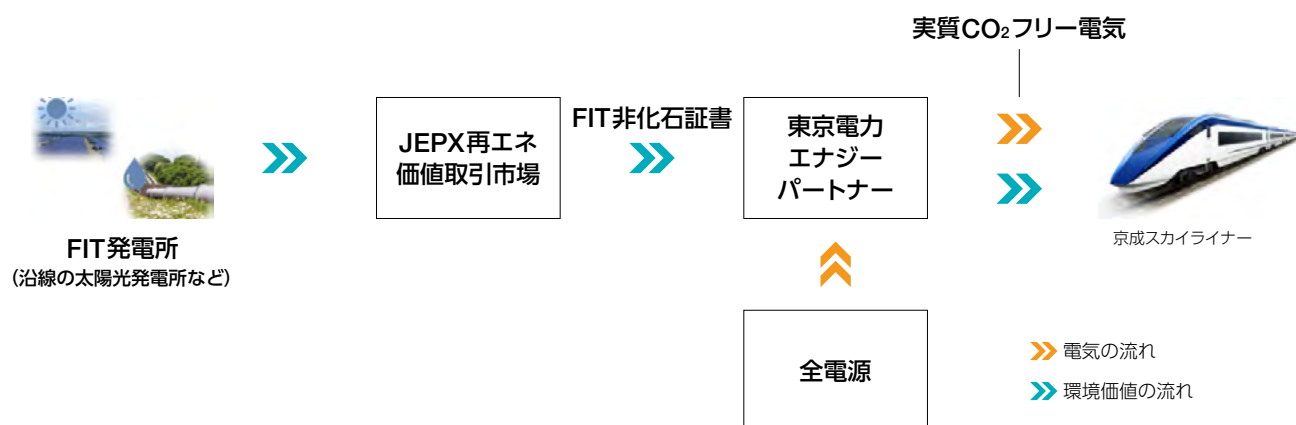 実質CO₂フリー電気
JEPX再エネ
価値取引市場
FIT非化石証書
東京電力
エナジー
パートナー
FIT発電所
(沿線の太陽光発電所など)
京成スカイライナー
全電源
電気の流れ
環境価値の流れ